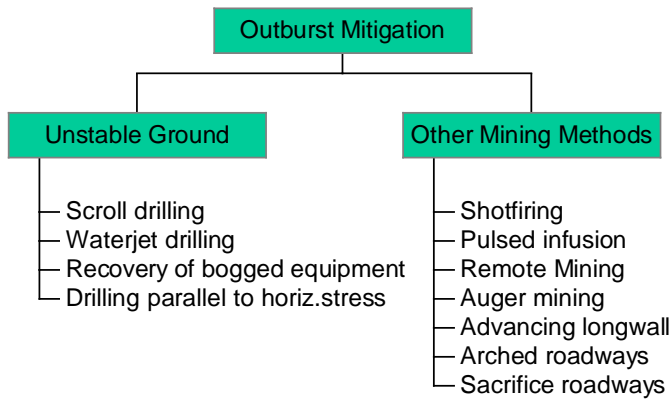 Outburst Mitigation
Unstable Ground
Other Mining Methods
Scroll drilling
Waterjet drilling
Recovery of bogged equipment
Drilling parallel to horiz.stress
Shotfiring
Pulsed infusion
Remote Mining
Auger mining
Advancing longwall
Arched roadways
Sacrifice roadways